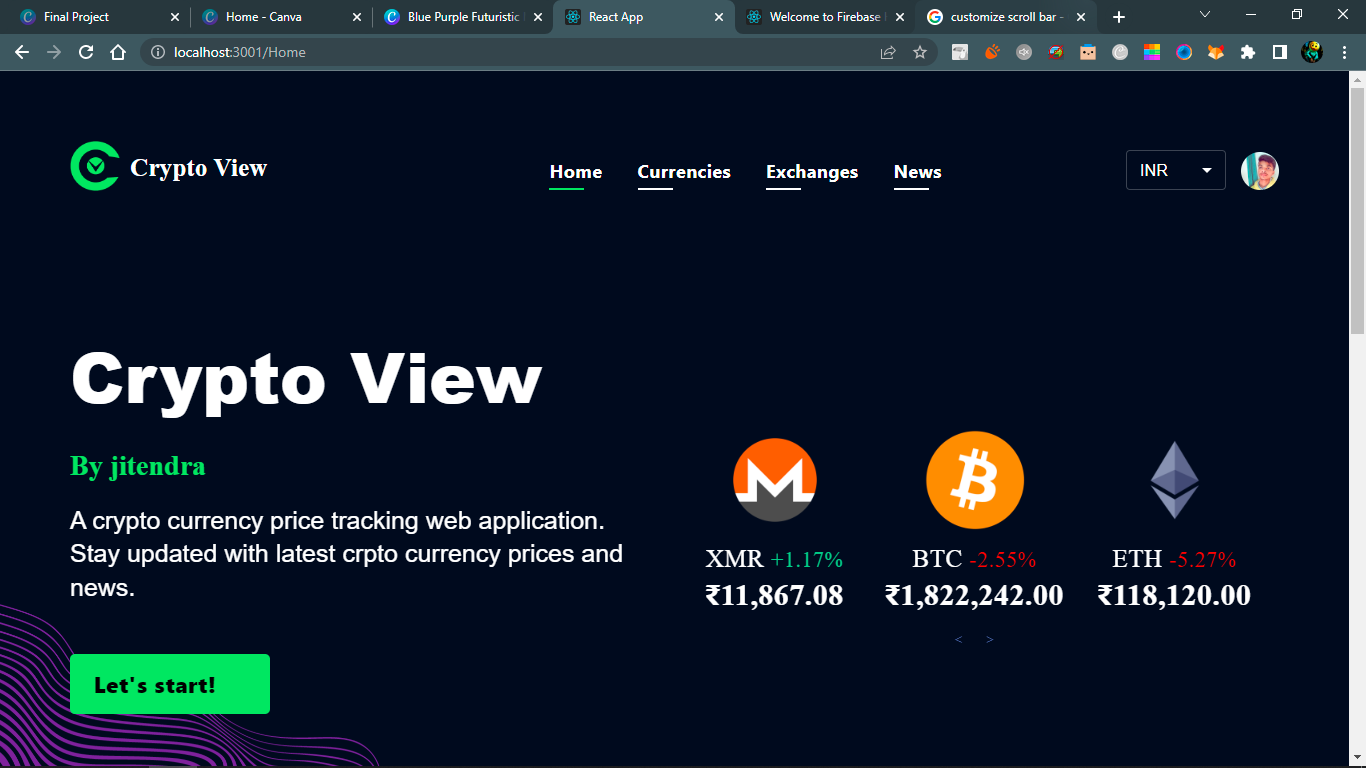 Final Project
Home - Canva
Blue Purple Futuristic
React App
Welcome to Firebase
customize scroll bar -
localhost:3001/Home
Crypto View
Home
Currencies
Exchanges
News
INR
Crypto View
By jitendra
A crypto currency price tracking web application.
Stay updated with latest crpto currency prices and
news.
XMR +1.17%
₹11,867.08
BTC -2.55%
₹1,822,242.00
ETH -5.27%
₹118,120.00
< >
Let's start!